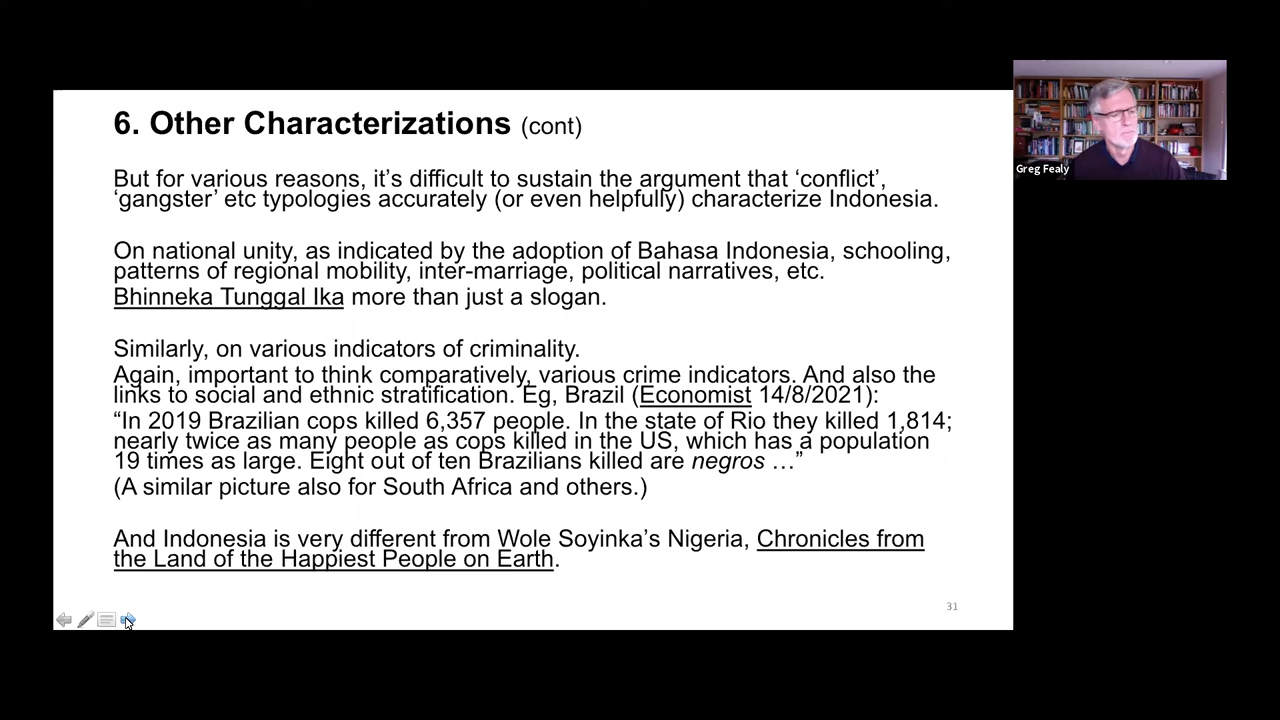 6. Other Characterizations (cont)
But for various reasons, it’s difficult to sustain the argument that ‘conflict’,
‘gangster’ etc typologies accurately (or even helpfully) characterize Indonesia.
On national unity, as indicated by the adoption of Bahasa Indonesia, schooling,
patterns of regional mobility, inter-marriage, political narratives, etc.
Bhinneka Tunggal Ika more than just a slogan.
Similarly, on various indicators of criminality.
Again, important to think comparatively, various crime indicators. And also the
links to social and ethnic stratification. Eg, Brazil (Economist 14/8/2021):
“In 2019 Brazilian cops killed 6,357 people. In the state of Rio they killed 1,814;
nearly twice as many people as cops killed in the US, which has a population
19 times as large. Eight out of ten Brazilians killed are negros …”
(A similar picture also for South Africa and others.)
And Indonesia is very different from Wole Soyinka’s Nigeria, Chronicles from
the Land of the Happiest People on Earth.
31
Greg Fealy